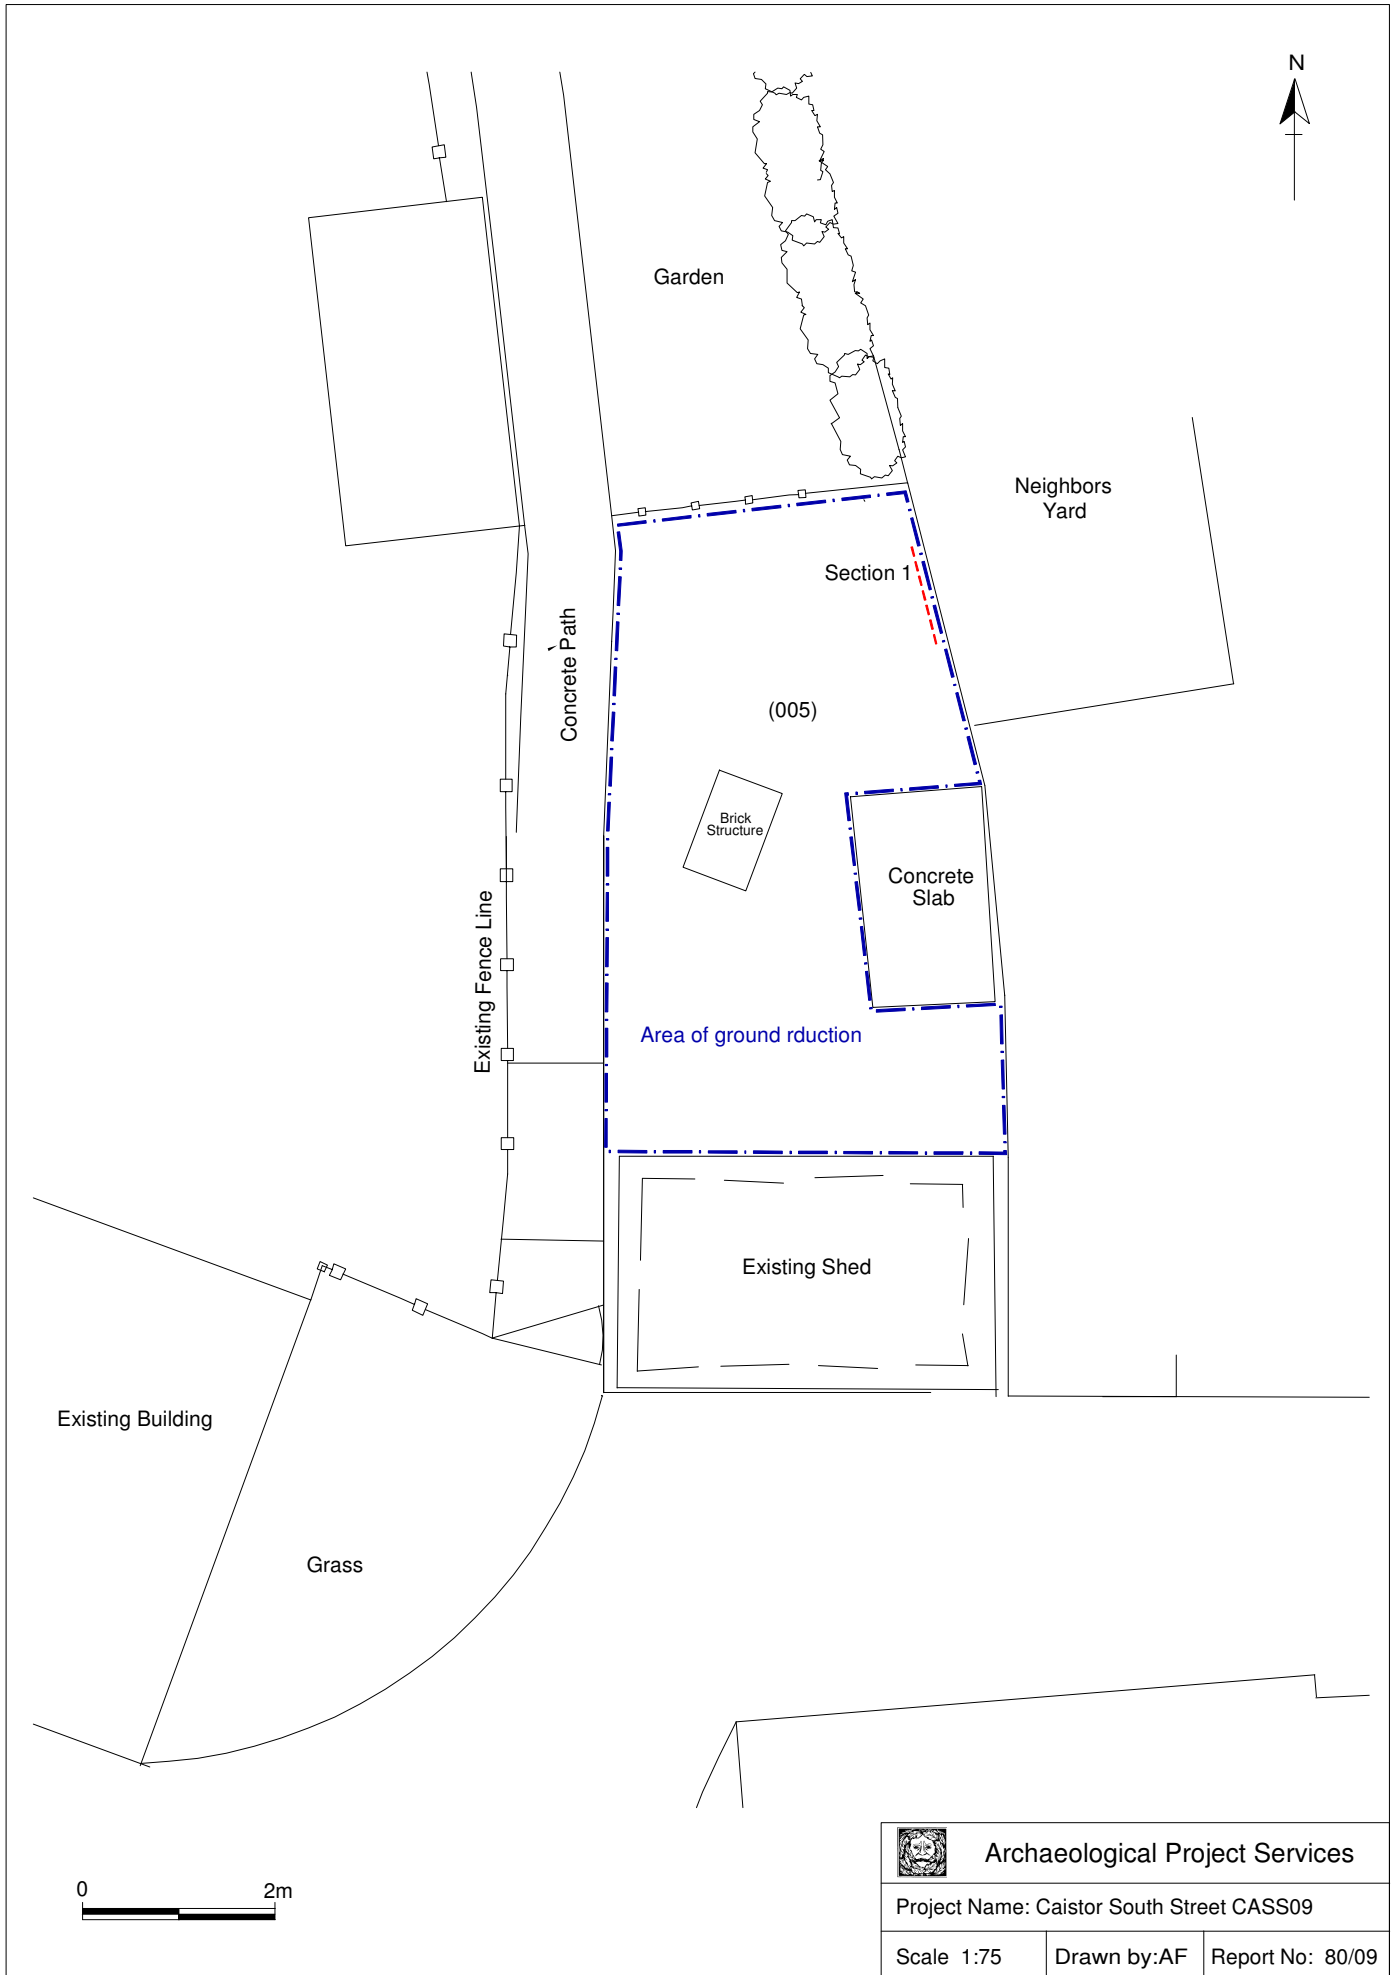 N
Garden
Neighbors
Yard
Section 1
Concrete Path
(005)
Brick
Structure
Concrete
Slab
Existing Fence Line
Area of ground rduction
Existing Shed
Existing Building
Grass
0 2m
Archaeological Project Services
Project Name: Caistor South Street CASS09
Scale 1:75
Drawn by:AF
Report No: 80/09